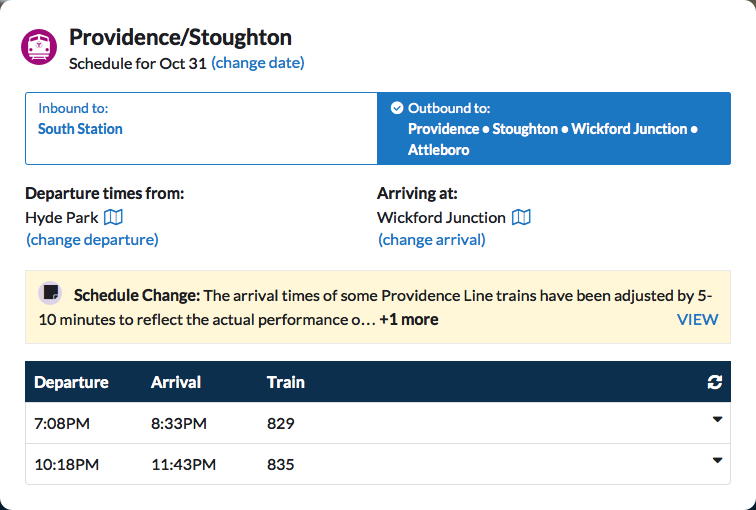 Providence/Stoughton
Schedule for Oct 31 (change date)
Inbound to:
South Station
Outbound to:
Providence • Stoughton • Wickford Junction •
Attleboro
Departure times from:
Hyde Park
(change departure)
Arriving at:
Wickford Junction
(change arrival)
Schedule Change: The arrival times of some Providence Line trains have been adjusted by 5-
10 minutes to reflect the actual performance o… +1 more VIEW
Departure Arrival Train
7:08PM 8:33PM 829
10:18PM 11:43PM 835